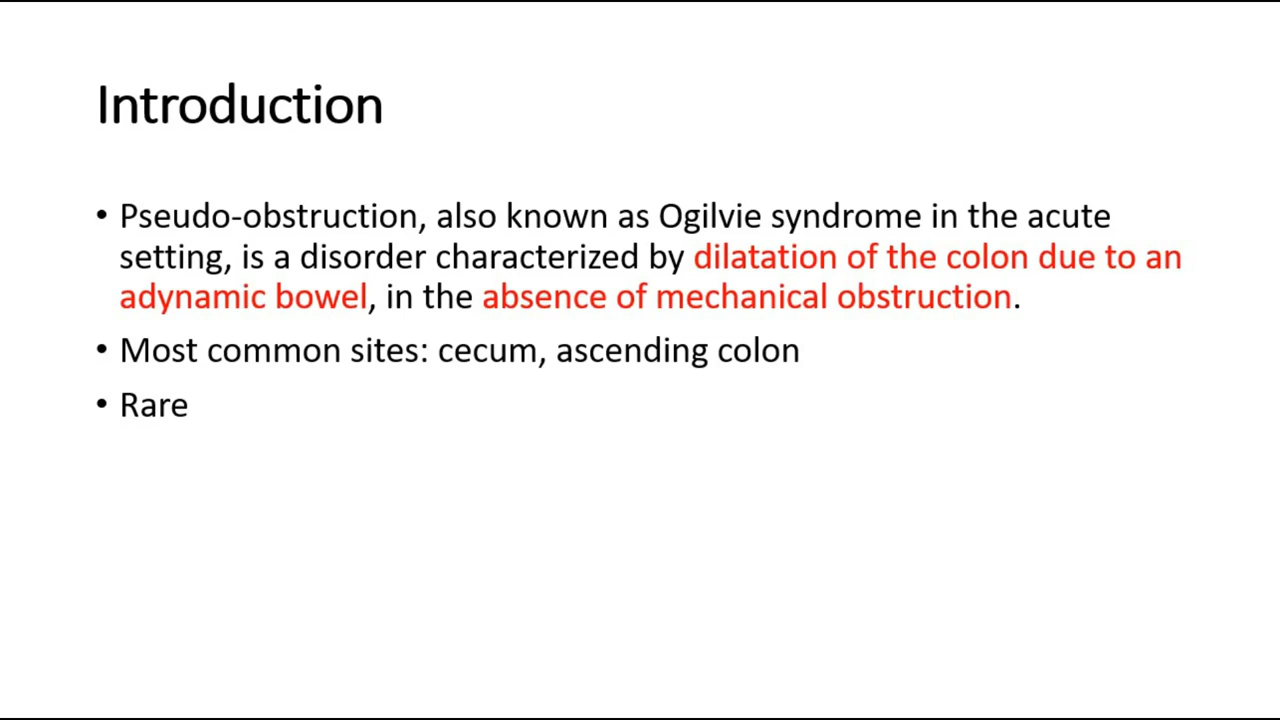 Introduction
• Pseudo-obstruction, also known as Ogilvie syndrome in the acute
setting, is a disorder characterized by dilatation of the colon due to an
adynamic bowel, in the absence of mechanical obstruction.
• Most common sites: cecum, ascending colon
• Rare